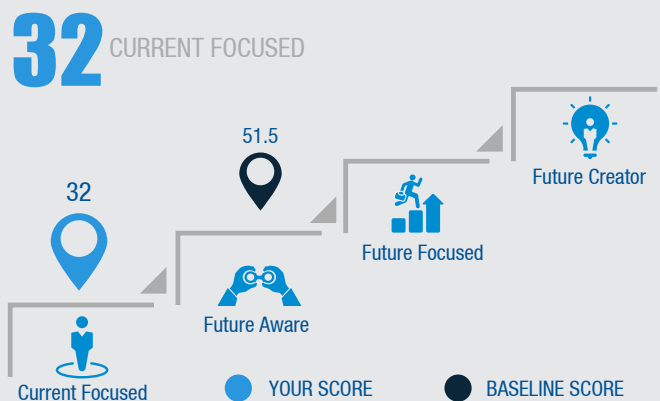 32 CURRENT FOCUSED
51.5
32
Future Creator
Future Focused
Future Aware
Current Focused
YOUR SCORE
BASELINE SCORE